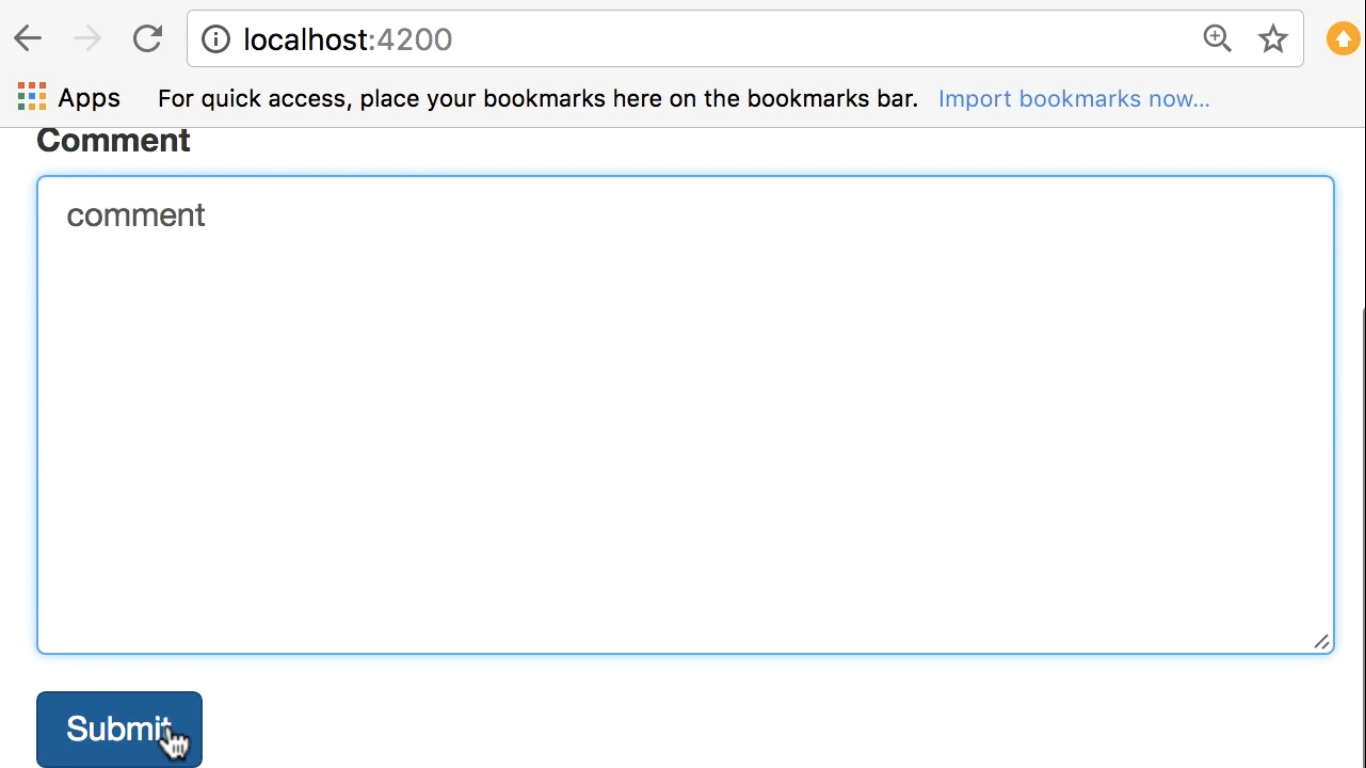 localhost:4200
Apps For quick access, place your bookmarks here on the bookmarks bar. Import bookmarks now...
Comment
comment
Submit